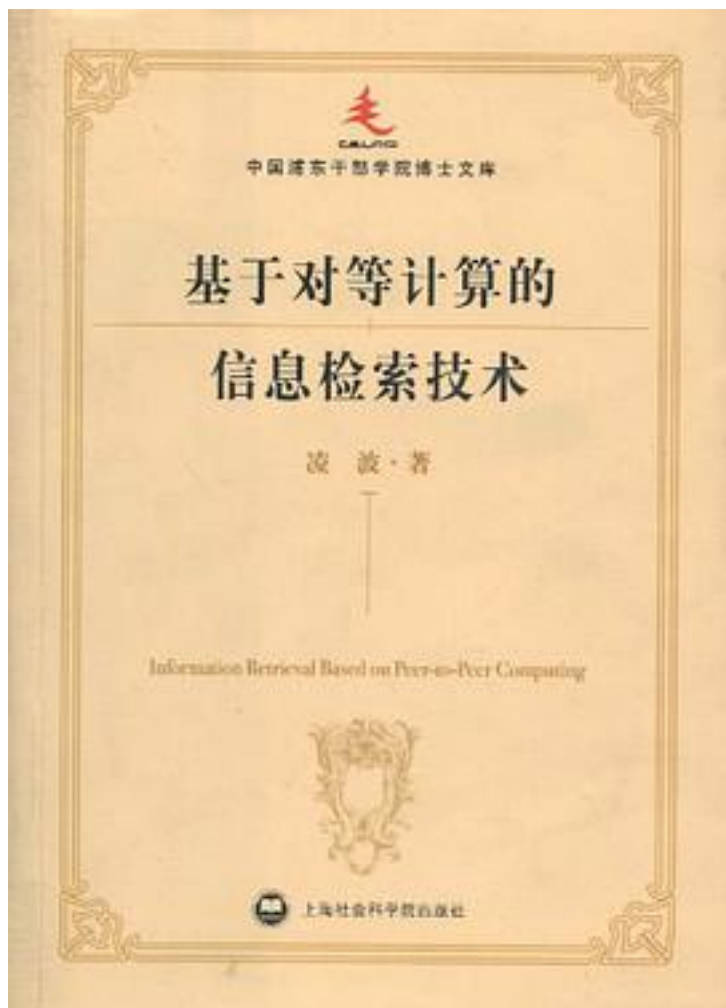 CELAP
中国浦东干部学院博士文库
基于对等计算的
信息检索技术
凌 波·著
Information Retrieval Based on Peer-to-Peer Computing
上海社会科学院出版社